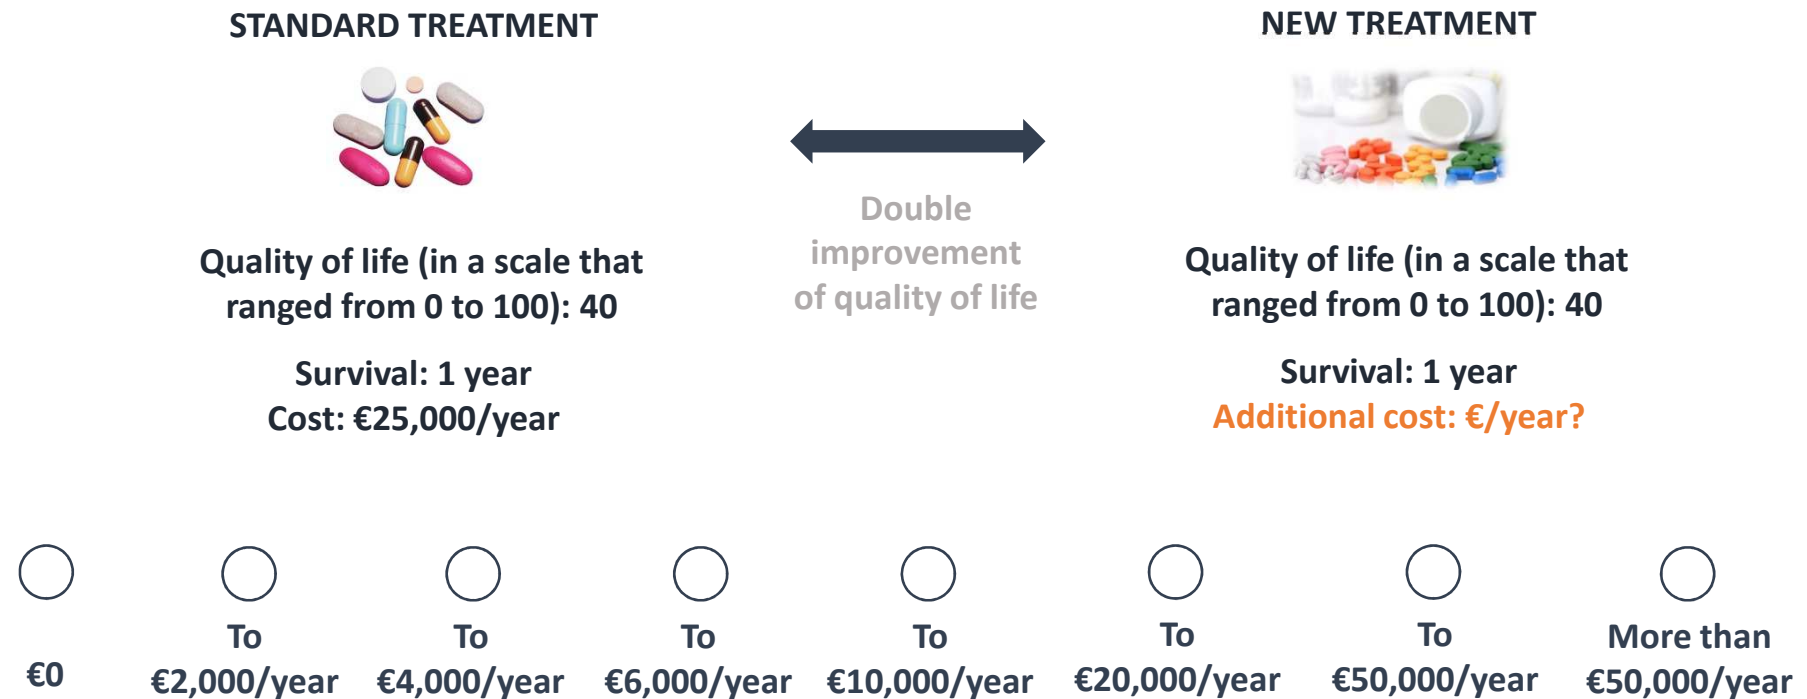 STANDARD TREATMENT
Quality of life (in a scale that
ranged from 0 to 100): 40
Survival: 1 year
Cost: €25,000/year
Double
improvement
of quality of life
NEW TREATMENT
Quality of life (in a scale that
ranged from 0 to 100): 40
Survival: 1 year
Additional cost: €/year?
€0
To
€2,000/year
To
€4,000/year
To
€6,000/year
To
€10,000/year
To
€20,000/year
To
€50,000/year
More than
€50,000/year